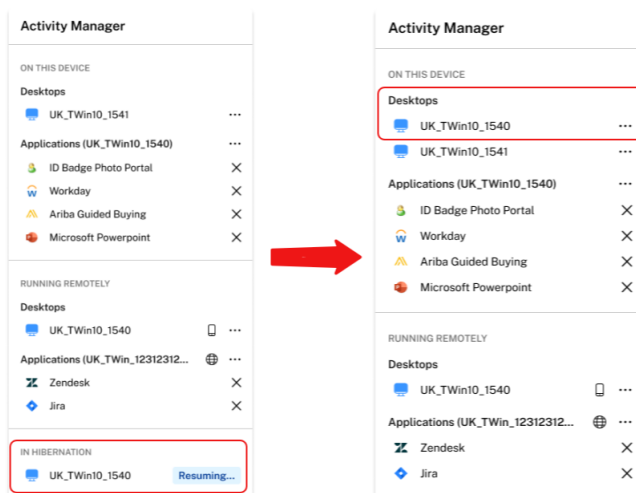 Activity Manager
ON THIS DEVICE
Desktops
UK_TWin10_1541
Applications (UK_TWin10_1540)
ID Badge Photo Portal
Workday
Ariba Guided Buying
Microsoft Powerpoint
RUNNING REMOTELY
Desktops
UK_TWin10_1540
Applications (UK_TWin_12312312...
Zendesk
Jira
IN HIBERNATION
UK_TWin10_1540 Resuming...
Activity Manager
ON THIS DEVICE
Desktops
UK_TWin10_1540
UK_TWin10_1541
Applications (UK_TWin10_1540)
ID Badge Photo Portal
Workday
Ariba Guided Buying
Microsoft Powerpoint
RUNNING REMOTELY
Desktops
UK_TWin10_1540
Applications (UK_TWin_12312312...
Zendesk
Jira